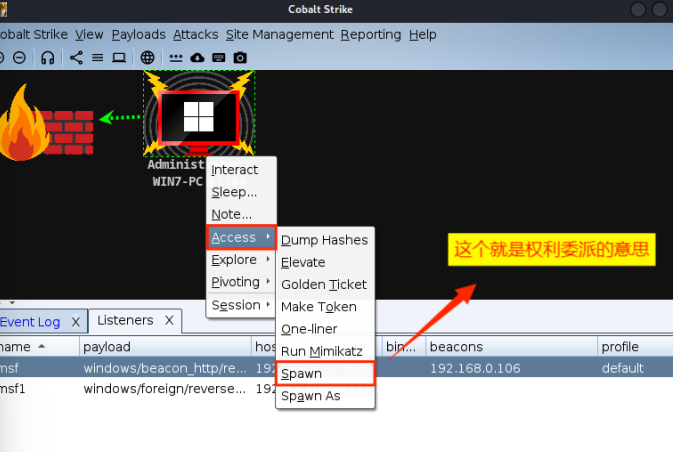 Cobalt Strike
obalt Strike View Payloads Attacks Site Management Reporting Help
Administ
WIN7-PC
Interact
Sleep...
Note...
Access
Explore
Pivoting
Session
Dump Hashes
Elevate
Golden Ticket
Make Token
One-liner
Run Mimikatz
Spawn
Spawn As
这个就是权利委派的意思
Event Log X Listeners X
name payload hos bin... beacons profile
msf windows/beacon_http/re... 192 192.168.0.106 default
msf1 windows/foreign/reverse... 192